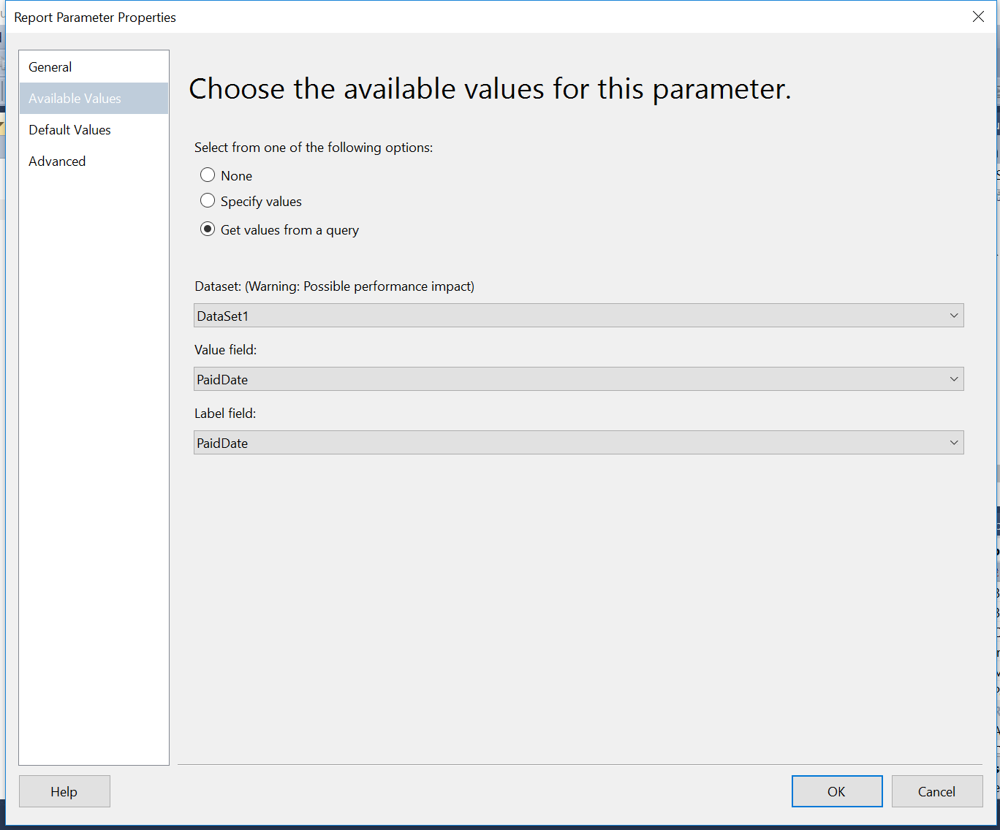 Report Parameter Properties
General
Available Values
Default Values
Advanced
Choose the available values for this parameter.
Select from one of the following options:
None
Specify values
Get values from a query
Dataset: (Warning: Possible performance impact)
DataSet1
Value field:
PaidDate
Label field:
PaidDate
Help
OK
Cancel